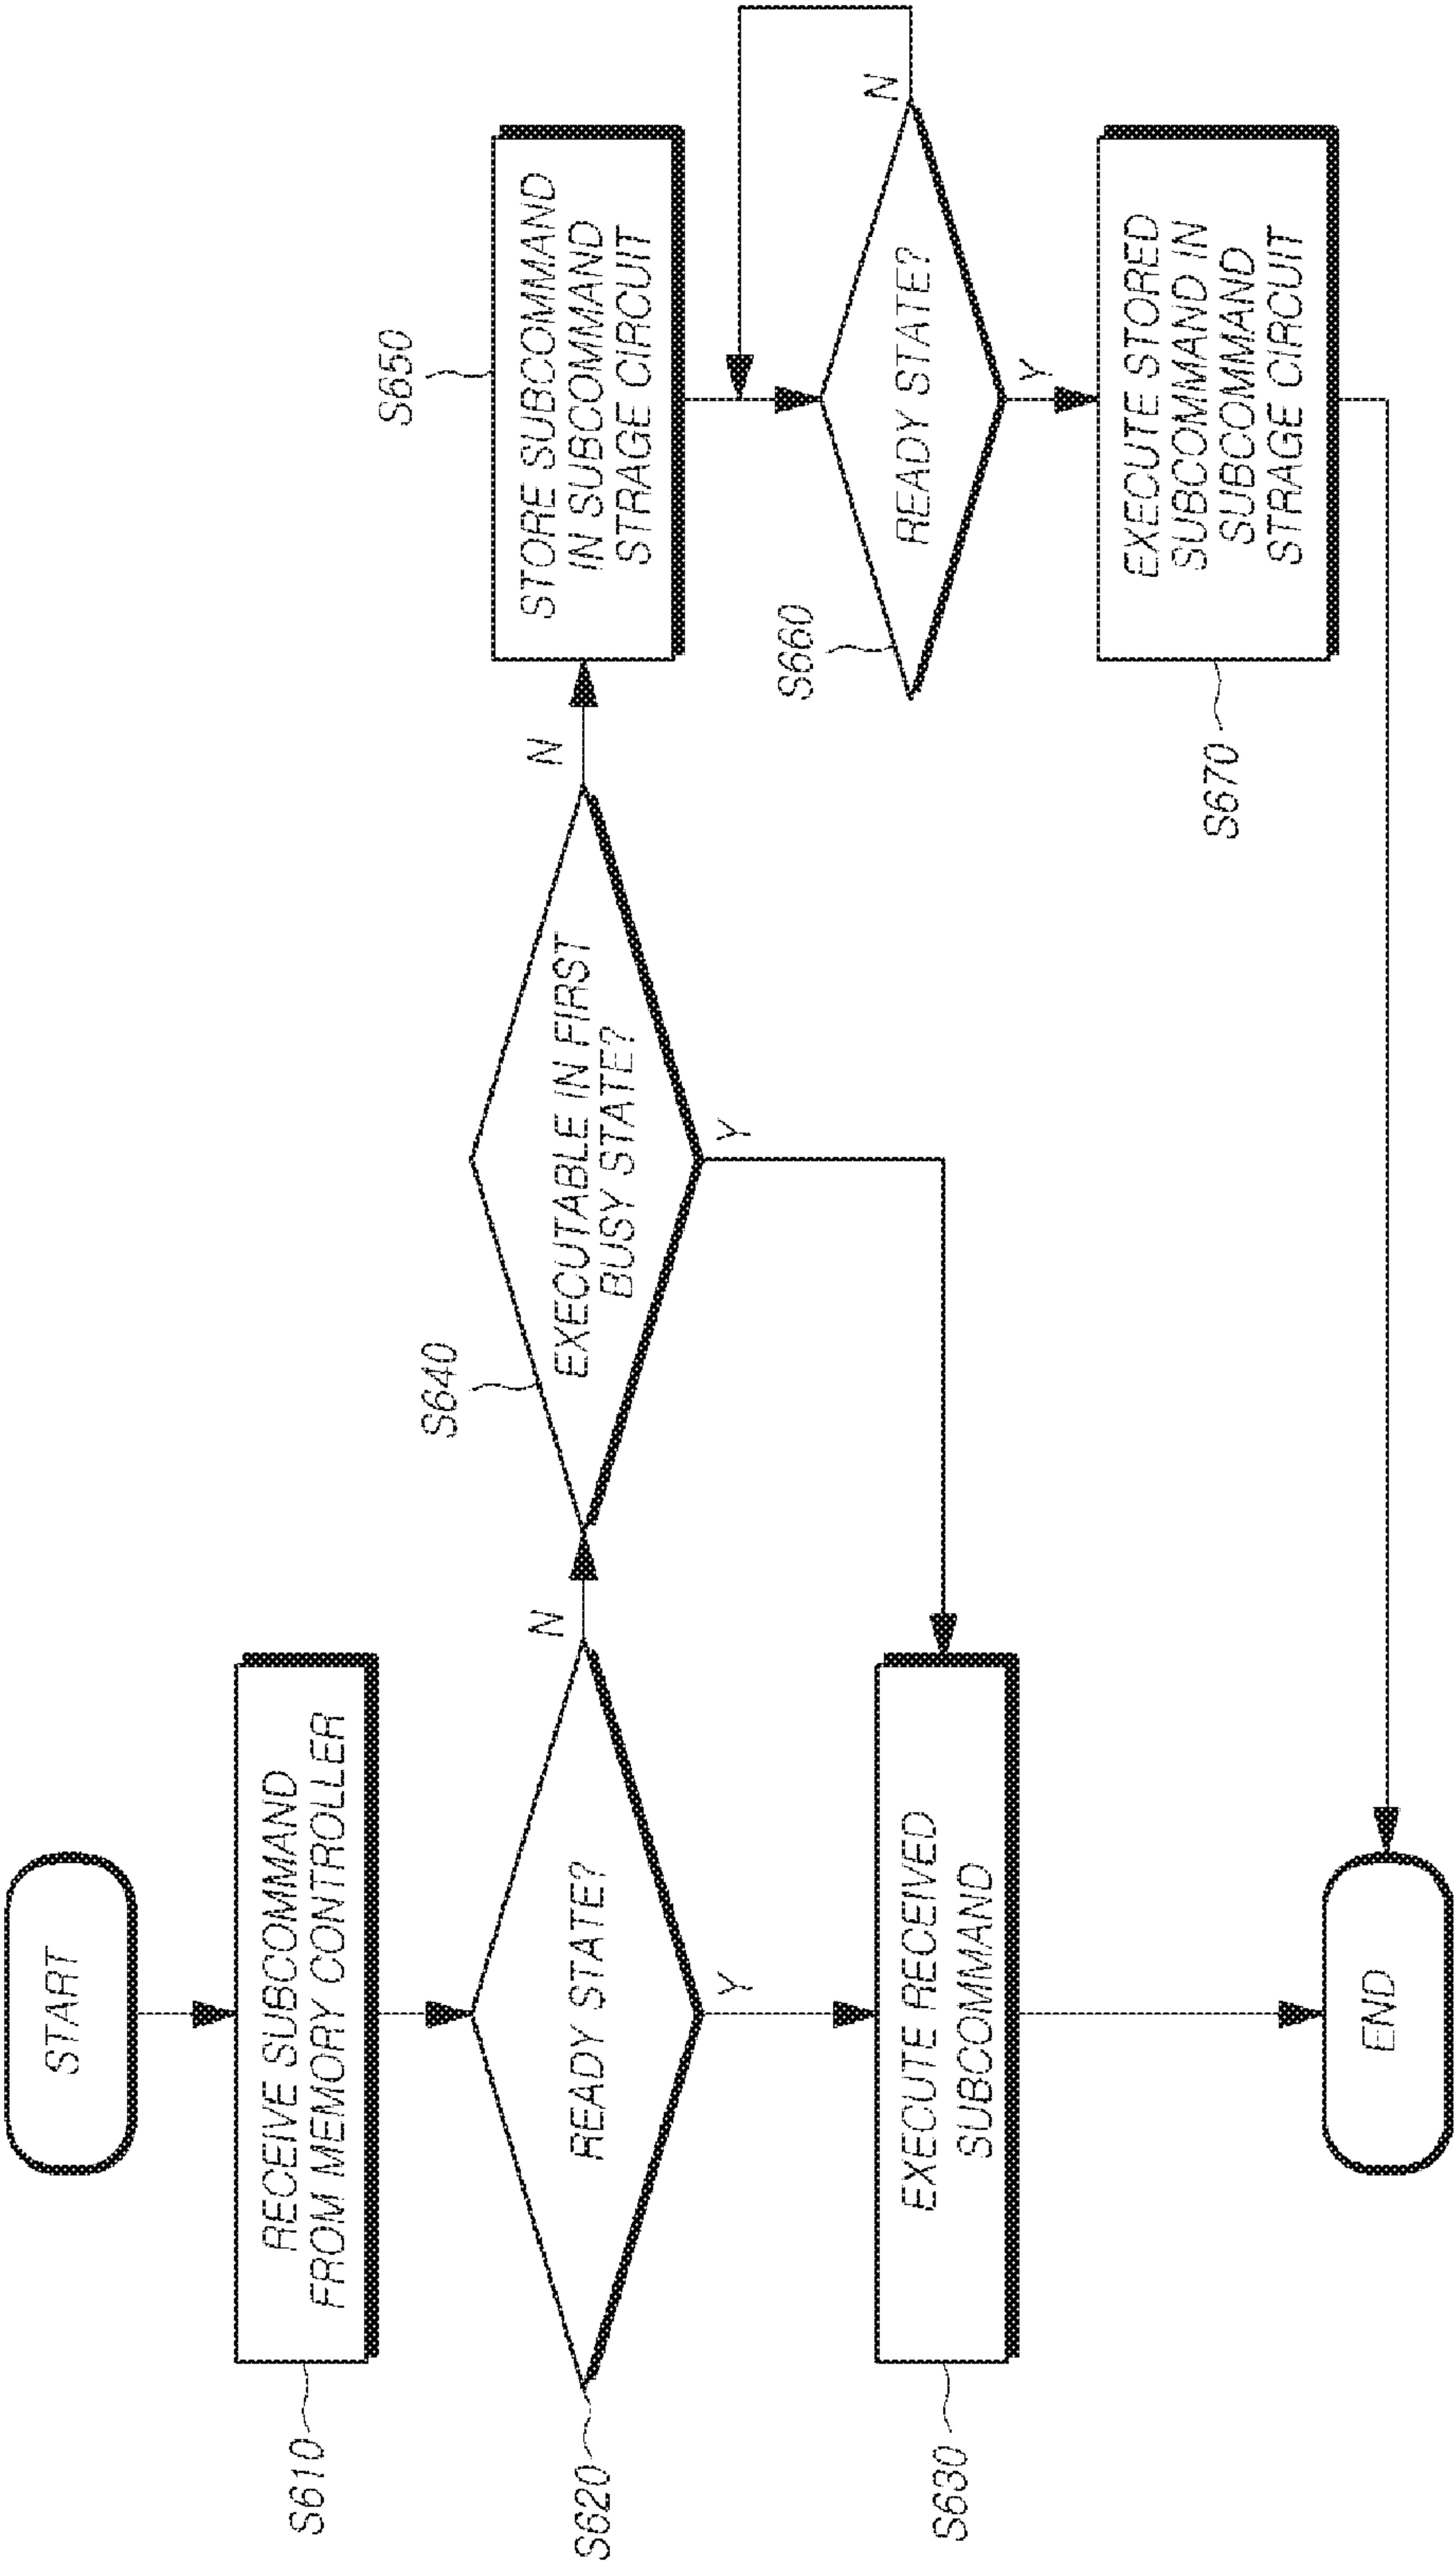 START
S610
RECEIVE SUBCOMMAND
FROM MEMORY CONTROLLER
S620
READY STATE?
N
Y
S640
EXECUTABLE IN FIRST
BUSY STATE?
N
Y
S650
STORE SUBCOMMAND
IN SUBCOMMAND
STRAGE CIRCUIT
S660
READY STATE?
N
Y
S630
EXECUTE RECEIVED
SUBCOMMAND
S670
EXECUTE STORED
SUBCOMMAND IN
SUBCOMMAND
STRAGE CIRCUIT
END